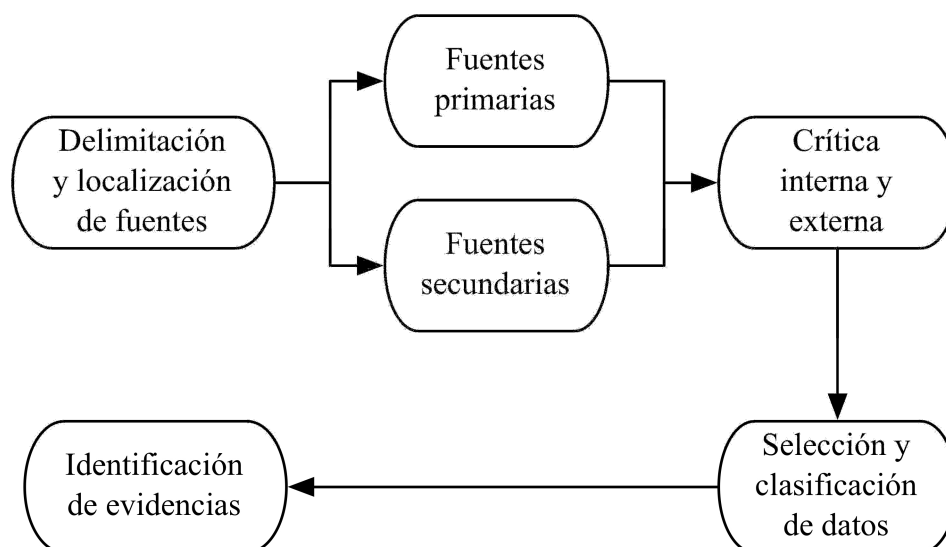 Delimitación
y localización
de fuentes
Fuentes
primarias
Fuentes
secundarias
Crítica
interna y
externa
Selección y
clasificación
de datos
Identificación
de evidencias